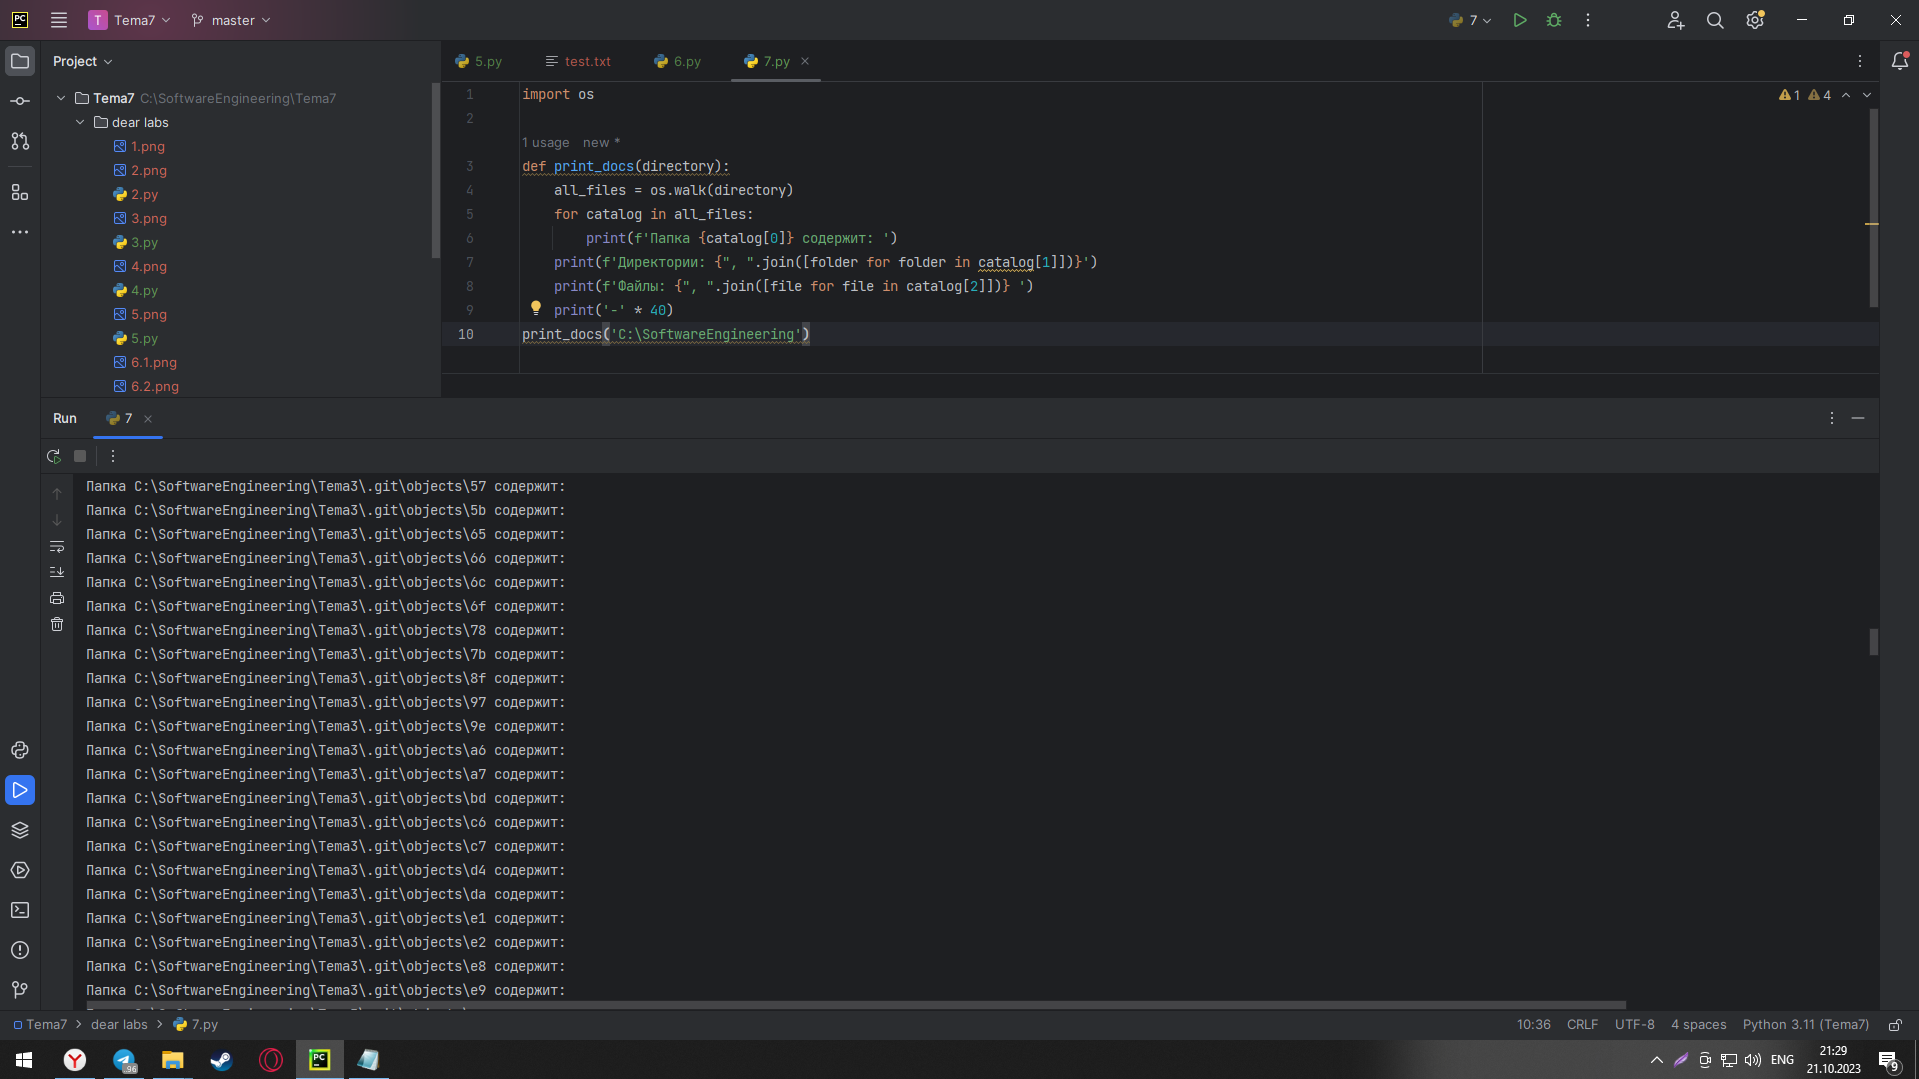 PC T Tema7 master 7
Project
5.py test.txt 6.py 7.py
Tema7 C:\SoftwareEngineering\Tema7
dear labs
1.png
2.png
2.py
3.png
3.py
4.png
4.py
5.png
5.py
6.1.png
6.2.png
1 4
1 import os
2
1 usage new *
3 def print_docs(directory):
4 all_files = os.walk(directory)
5 for catalog in all_files:
6 print(f'Папка {catalog[0]} содержит: ')
7 print(f'Директории: {", ".join([folder for folder in catalog[1]])}')
8 print(f'Файлы: {", ".join([file for file in catalog[2]])} ')
9 print('-' * 40)
10 print_docs('C:\SoftwareEngineering')
Run 7
Папка C:\SoftwareEngineering\Tema3\.git\objects\57 содержит:
Папка C:\SoftwareEngineering\Tema3\.git\objects\5b содержит:
Папка C:\SoftwareEngineering\Tema3\.git\objects\65 содержит:
Папка C:\SoftwareEngineering\Tema3\.git\objects\66 содержит:
Папка C:\SoftwareEngineering\Tema3\.git\objects\6c содержит:
Папка C:\SoftwareEngineering\Tema3\.git\objects\6f содержит:
Папка C:\SoftwareEngineering\Tema3\.git\objects\78 содержит:
Папка C:\SoftwareEngineering\Tema3\.git\objects\7b содержит:
Папка C:\SoftwareEngineering\Tema3\.git\objects\8f содержит:
Папка C:\SoftwareEngineering\Tema3\.git\objects\97 содержит:
Папка C:\SoftwareEngineering\Tema3\.git\objects\9e содержит:
Папка C:\SoftwareEngineering\Tema3\.git\objects\a6 содержит:
Папка C:\SoftwareEngineering\Tema3\.git\objects\a7 содержит:
Папка C:\SoftwareEngineering\Tema3\.git\objects\bd содержит:
Папка C:\SoftwareEngineering\Tema3\.git\objects\c6 содержит:
Папка C:\SoftwareEngineering\Tema3\.git\objects\c7 содержит:
Папка C:\SoftwareEngineering\Tema3\.git\objects\d4 содержит:
Папка C:\SoftwareEngineering\Tema3\.git\objects\da содержит:
Папка C:\SoftwareEngineering\Tema3\.git\objects\e1 содержит:
Папка C:\SoftwareEngineering\Tema3\.git\objects\e2 содержит:
Папка C:\SoftwareEngineering\Tema3\.git\objects\e8 содержит:
Папка C:\SoftwareEngineering\Tema3\.git\objects\e9 содержит:
Tema7 > dear labs > 7.py 10:36 CRLF UTF-8 4 spaces Python 3.11 (Tema7)
Y 96 PC ENG 21:29
21.10.2023 9